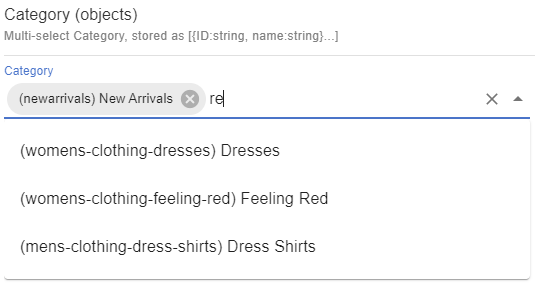 Category (objects)
Multi-select Category, stored as [{ID:string, name:string}...]
Category
(newarrivals) New Arrivals re
(womens-clothing-dresses) Dresses
(womens-clothing-feeling-red) Feeling Red
(mens-clothing-dress-shirts) Dress Shirts